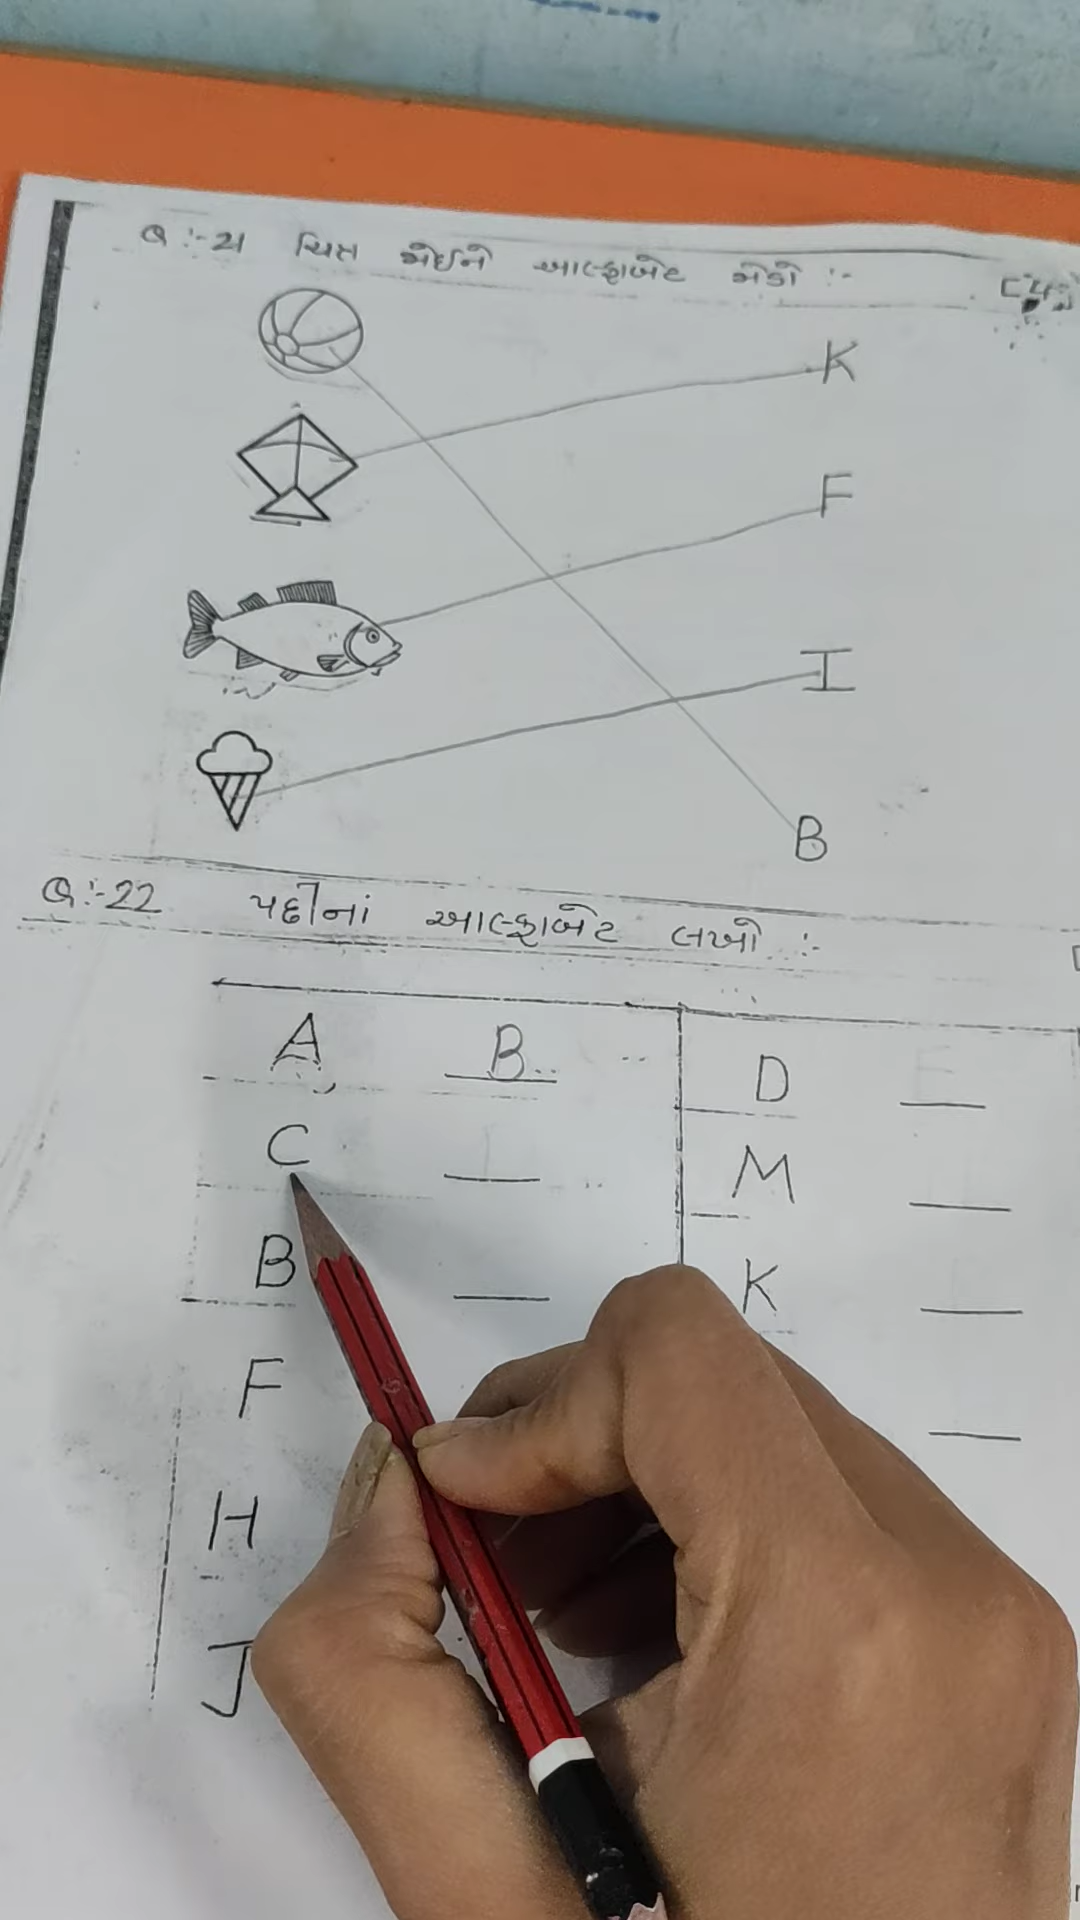 Q :- 21 ચિત્ર જોઈને આલ્ફાબેટ જોડો :-
K
F
I
B
Q :- 22 પછીનાં આલ્ફાબેટ લખો :-
A B D E
C M
B K
F
H
J